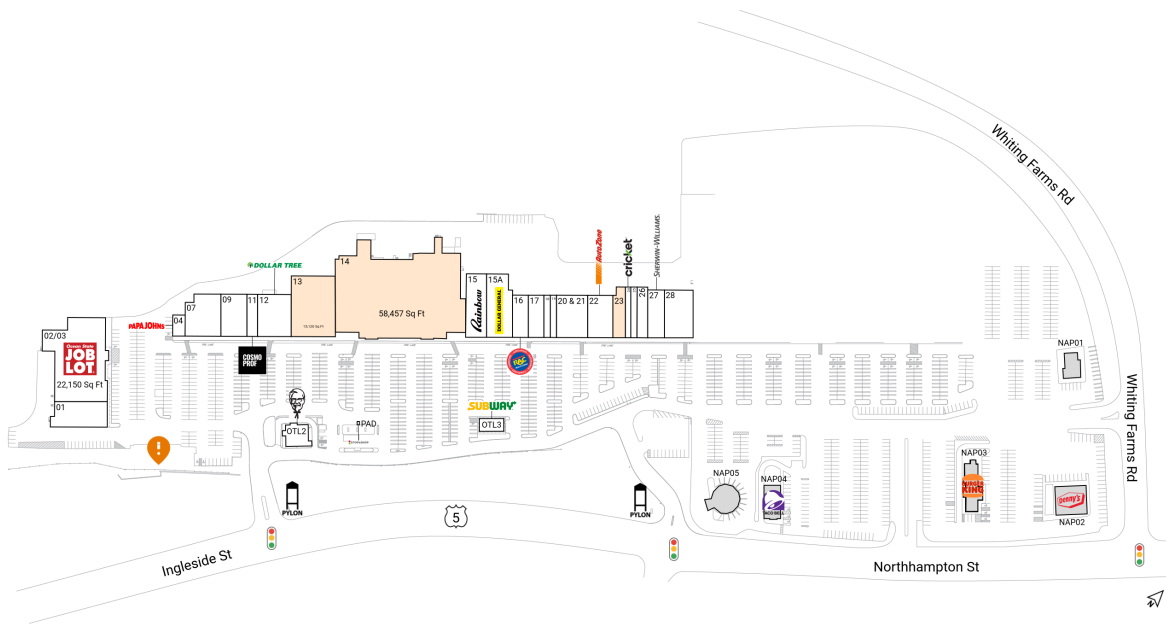 Whiting Farms Rd
SHERWIN-WILLIAMS.
AutoZone
cricket
DOLLAR TREE
14
13
15
15A
Rainbow
DOLLAR GENERAL
58,457 Sq Ft
09
11
12
07
04
16
17
20 & 21
22
23
26
27
28
PAPA JOHNS
02/03
Ocean State
JOB
LOT
22,150 Sq Ft
01
COSMO
PROF
RAC
NAP01
Whiting Farms Rd
SUBWAY
OTL3
OTL2
PAD
!
NAP05
NAP04
TACO BELL
NAP03
BURGER
KING
Denny's
NAP02
PYLON
PYLON
5
Ingleside St
Northhampton St